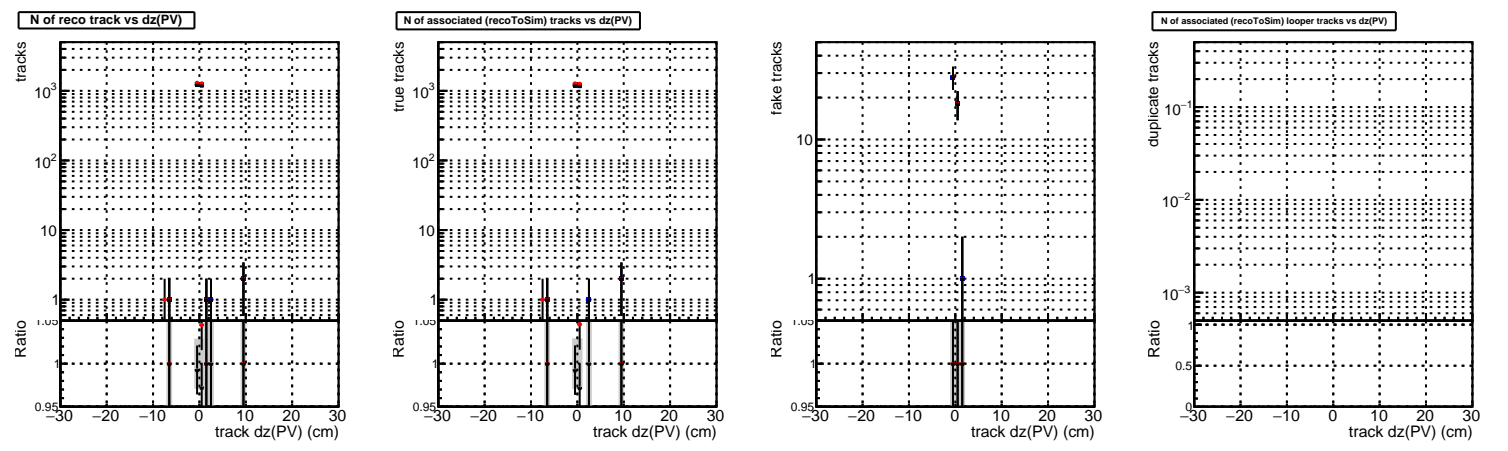 N of reco track vs dz(PV)
tracks
10³
10²
10
1
1.05
Ratio
1
0.95
−30 −20 −10 0 10 20 30
track dz(PV) (cm)
N of associated (recoToSim) tracks vs dz(PV)
true tracks
10³
10²
10
1
1.05
Ratio
1
0.95
−30 −20 −10 0 10 20 30
track dz(PV) (cm)
fake tracks
10
1
1.05
Ratio
1
0.95
−30 −20 −10 0 10 20 30
track dz(PV) (cm)
N of associated (recoToSim) looper tracks vs dz(PV)
duplicate tracks
10⁻¹
10⁻²
10⁻³
1
Ratio
0.5
0
−30 −20 −10 0 10 20 30
track dz(PV) (cm)